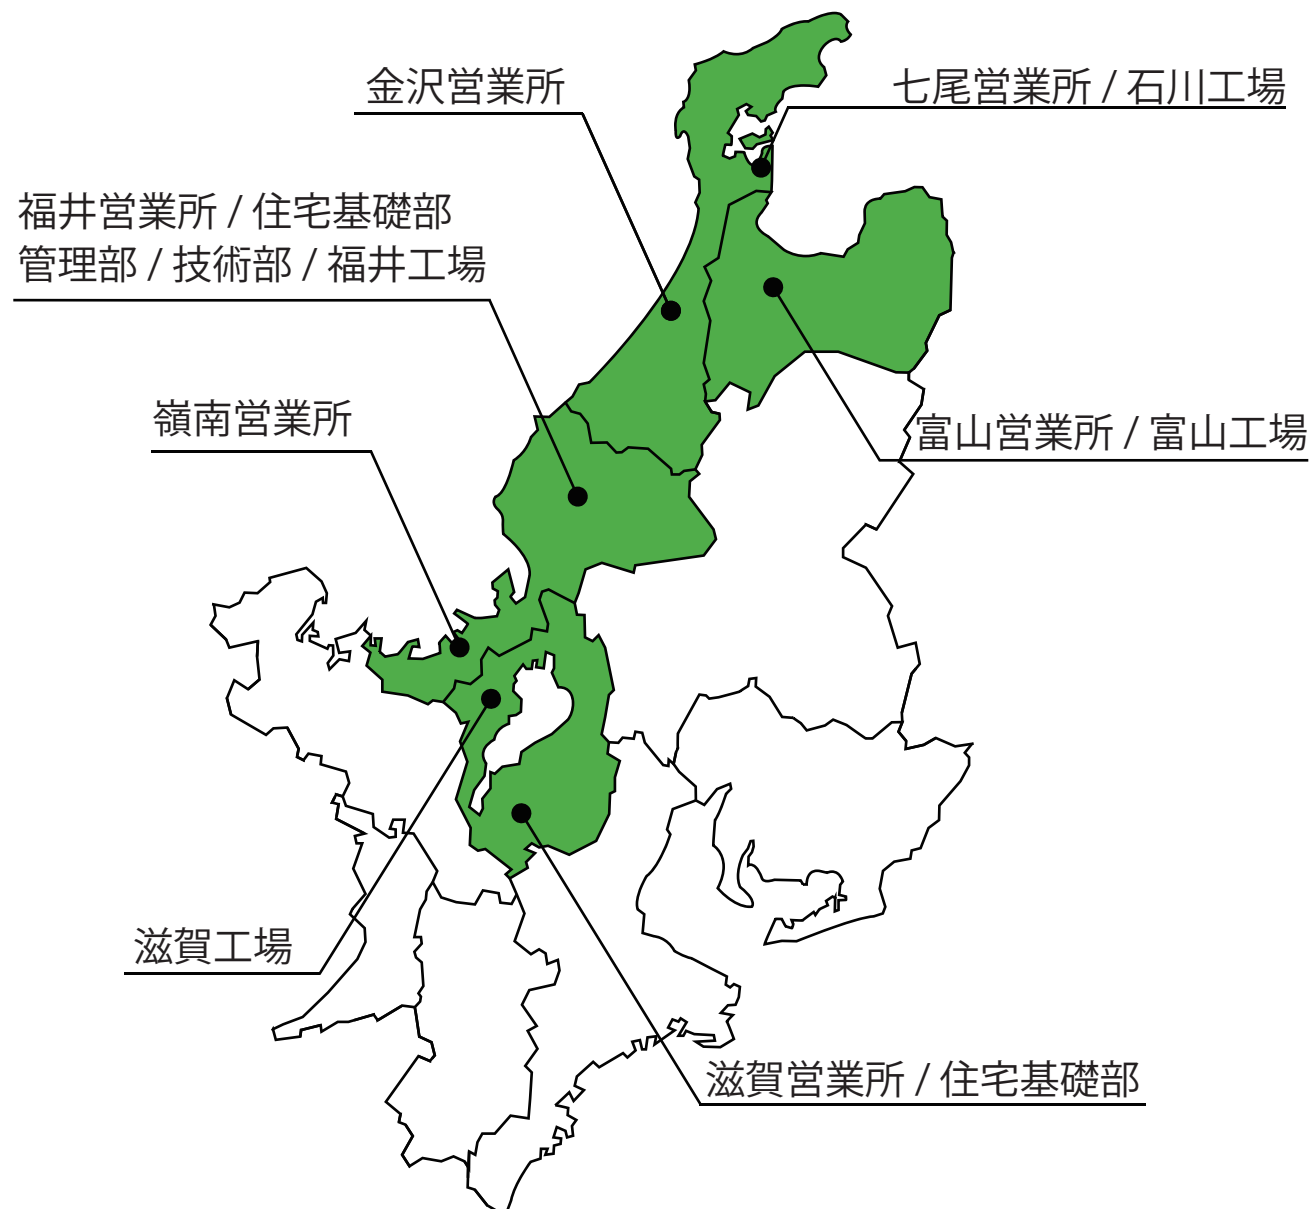 金沢営業所
七尾営業所 / 石川工場
福井営業所 / 住宅基礎部
管理部 / 技術部 / 福井工場
嶺南営業所
富山営業所 / 富山工場
滋賀工場
滋賀営業所 / 住宅基礎部